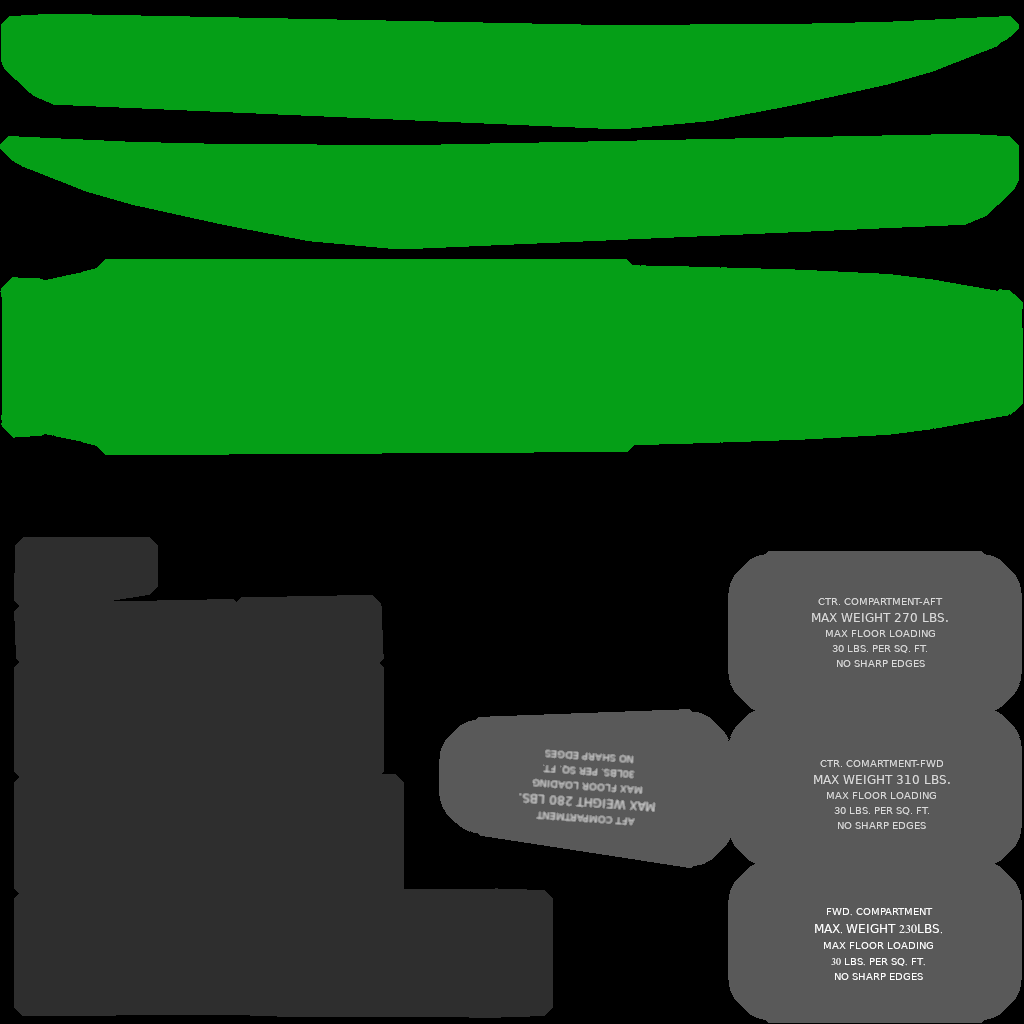 CTR. COMPARTMENT-AFT
MAX WEIGHT 270 LBS.
MAX FLOOR LOADING
30 LBS. PER SQ. FT.
NO SHARP EDGES
AFT COMPARTMENT
MAX WEIGHT 280 LBS.
MAX FLOOR LOADING
30LBS. PER SQ. FT.
NO SHARP EDGES
CTR. COMARTMENT-FWD
MAX WEIGHT 310 LBS.
MAX FLOOR LOADING
30 LBS. PER SQ. FT.
NO SHARP EDGES
FWD. COMPARTMENT
MAX. WEIGHT 230LBS.
MAX FLOOR LOADING
30 LBS. PER SQ. FT.
NO SHARP EDGES